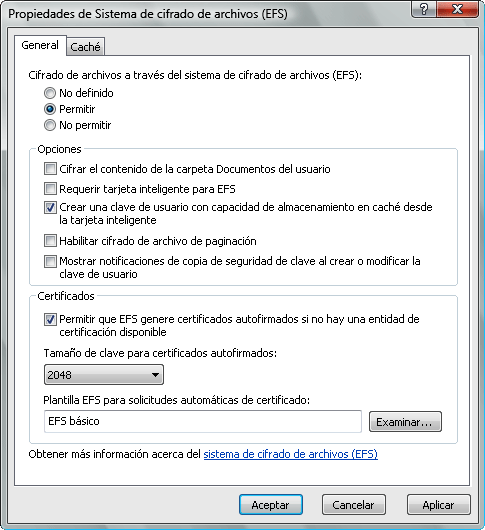 Propiedades de Sistema de cifrado de archivos (EFS)
General
Caché
Cifrado de archivos a través del sistema de cifrado de archivos (EFS):
No definido
Permitir
No permitir
Opciones
Cifrar el contenido de la carpeta Documentos del usuario
Requerir tarjeta inteligente para EFS
Crear una clave de usuario con capacidad de almacenamiento en caché desde
la tarjeta inteligente
Habilitar cifrado de archivo de paginación
Mostrar notificaciones de copia de seguridad de clave al crear o modificar la
clave de usuario
Certificados
Permitir que EFS genere certificados autofirmados si no hay una entidad de
certificación disponible
Tamaño de clave para certificados autofirmados:
2048
Plantilla EFS para solicitudes automáticas de certificado:
EFS básico
Examinar...
Obtener más información acerca del sistema de cifrado de archivos (EFS)
Aceptar
Cancelar
Aplicar